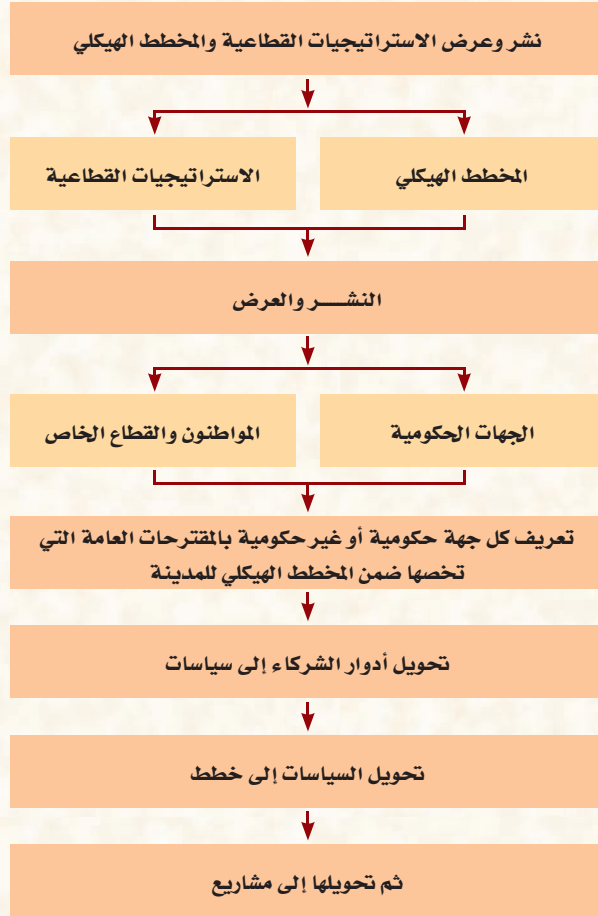 نشر وعرض الاستراتيجيات القطاعية والمخطط الهيكلي
المخطط الهيكلي
الاستراتيجيات القطاعية
النشـــــر والعرض
الجهات الحكومية
المواطنون والقطاع الخاص
تعريف كل جهة حكومية أو غير حكومية بالمقترحات العامة التي
تخصها ضمن المخطط الهيكلي للمدينة
تحويل أدوار الشركاء إلى سياسات
تحويل السياسات إلى خطط
ثم تحويلها إلى مشاريع